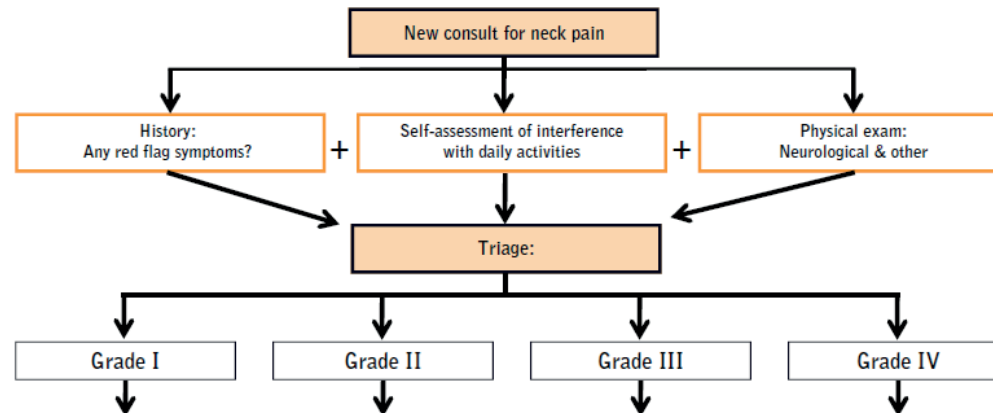 New consult for neck pain
History:
Any red flag symptoms?
+
Self-assessment of interference
with daily activities
+
Physical exam:
Neurological & other
Triage:
Grade I
Grade II
Grade III
Grade IV